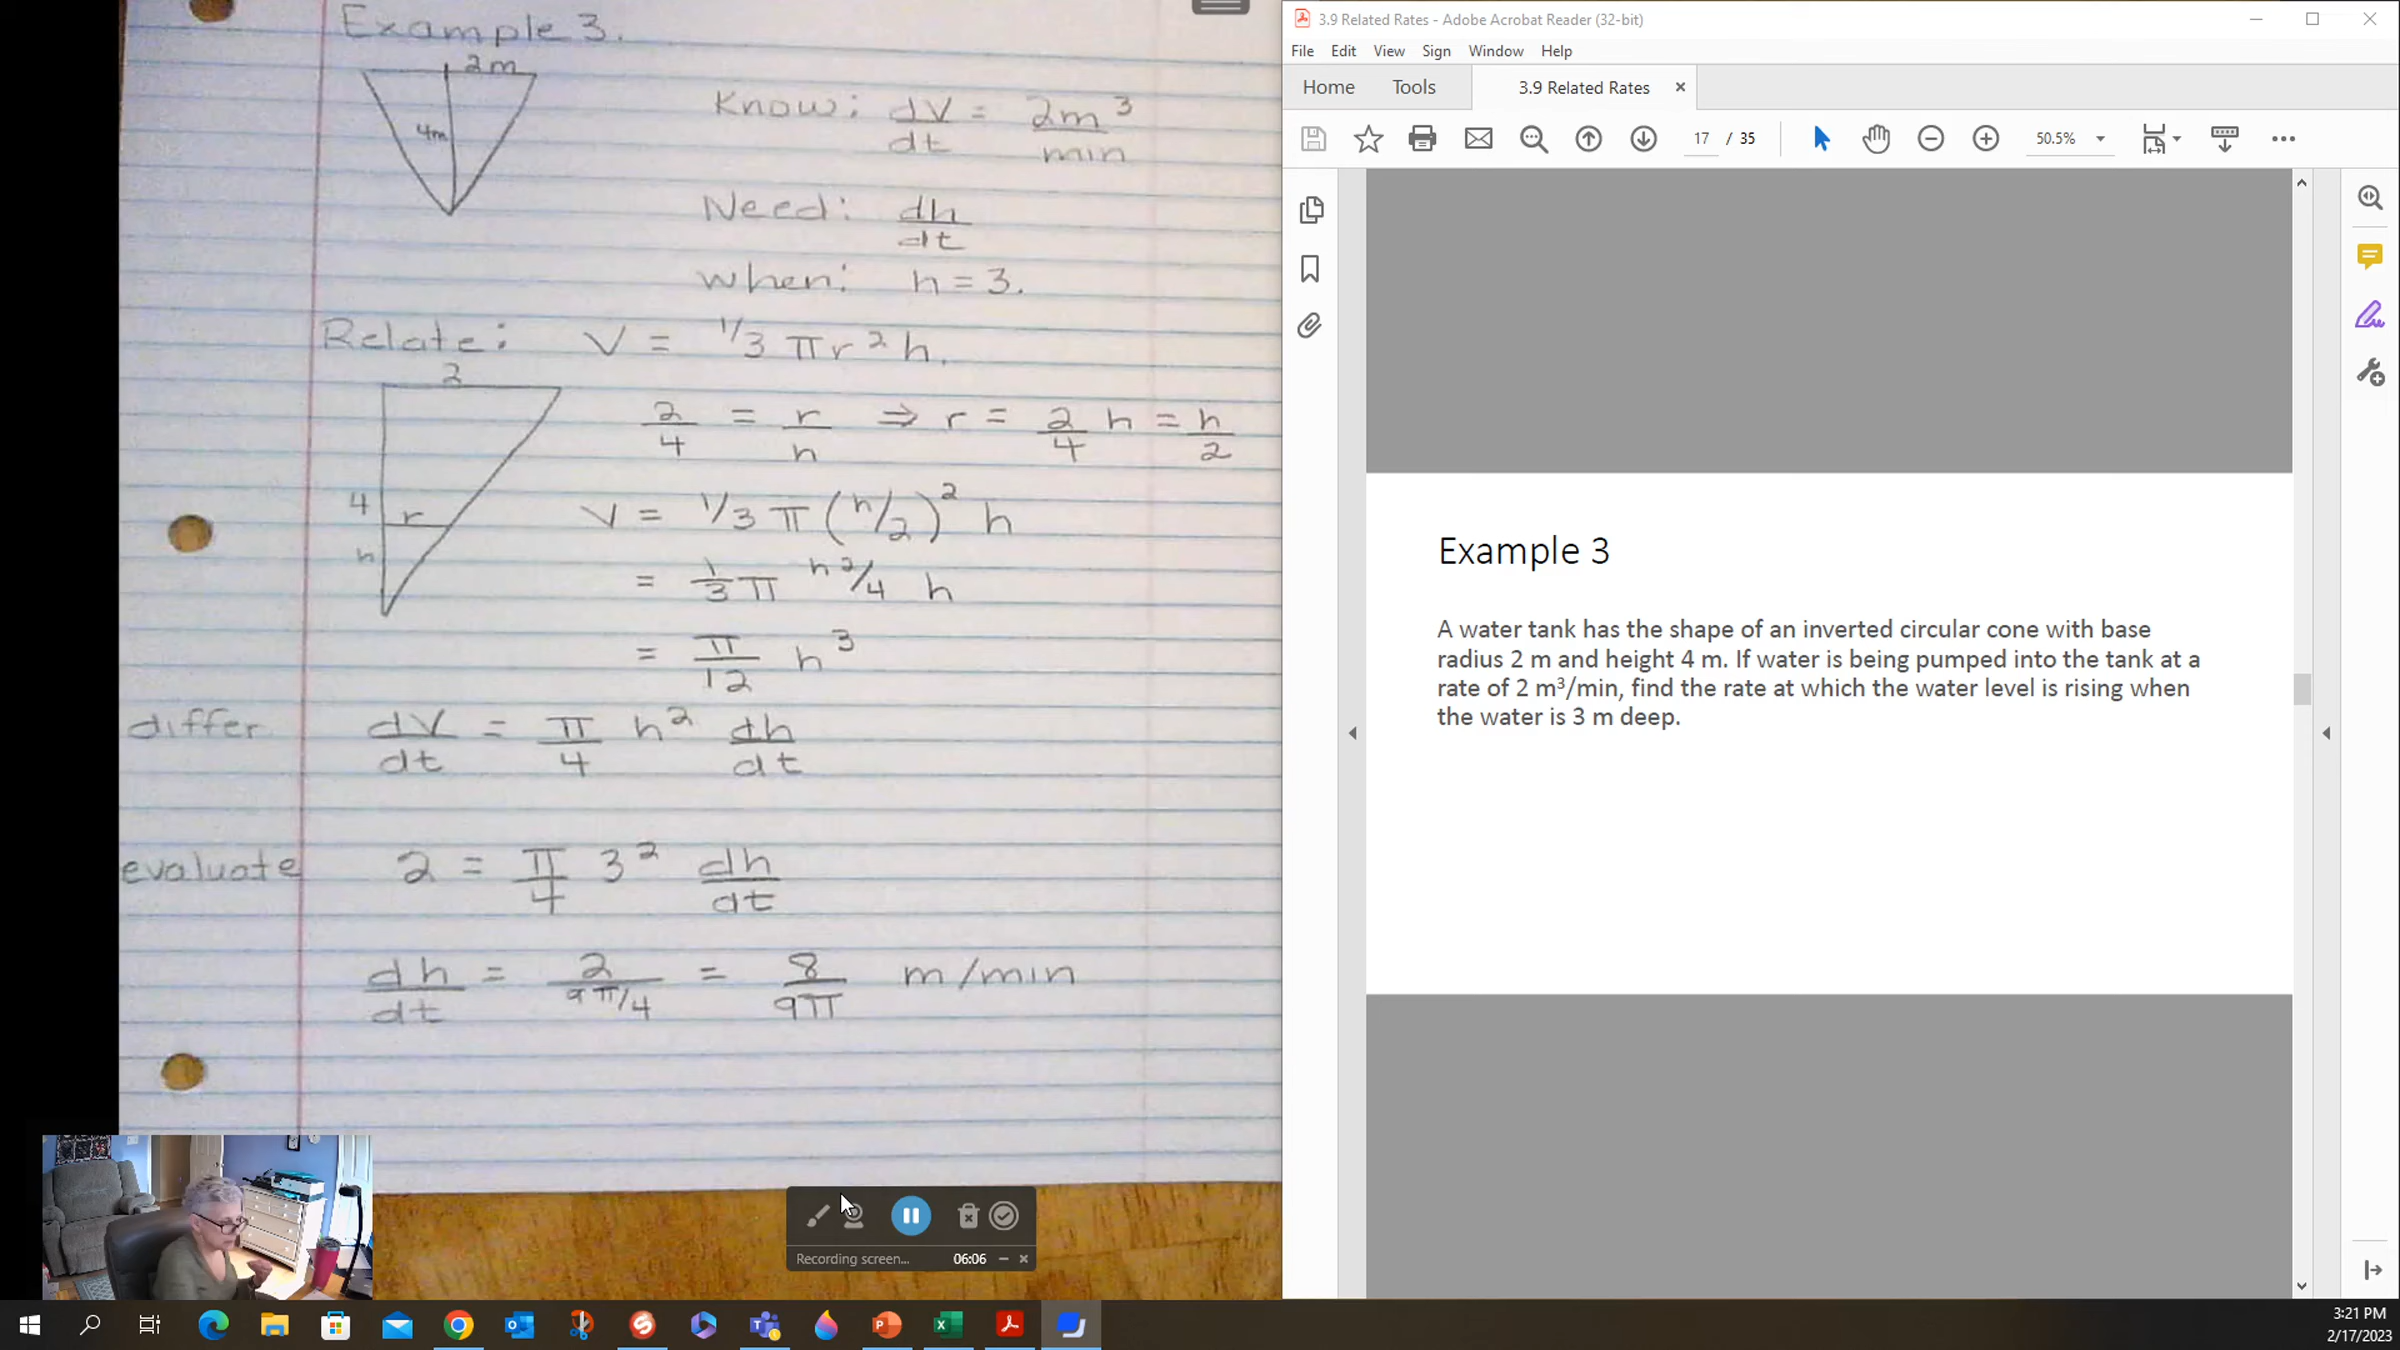 Example 3.
2m
4m
Know: dV/dt = 2m³/min
Need: dh/dt
when: h = 3.
Relate: V = 1/3 πr²h.
2
4
r
h
2/4 = r/h ⇒ r = 2/4 h = h/2
V = 1/3 π (h/2)² h
= 1/3 π h²/4 h
= π/12 h³
differ dV/dt = π/4 h² dh/dt
evaluate 2 = π/4 3² dh/dt
dh/dt = 2/(9π/4) = 8/9π m/min
Recording screen... 06:06
3.9 Related Rates - Adobe Acrobat Reader (32-bit)
File Edit View Sign Window Help
Home Tools 3.9 Related Rates ×
17 / 35 50.5%
Example 3
A water tank has the shape of an inverted circular cone with base
radius 2 m and height 4 m. If water is being pumped into the tank at a
rate of 2 m³/min, find the rate at which the water level is rising when
the water is 3 m deep.
3:21 PM
2/17/2023